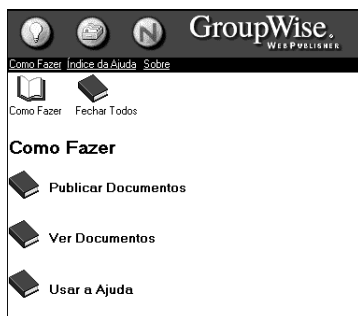 N
GroupWise.
WEBPUBLISHER
Como Fazer Índice da Ajuda Sobre
Como Fazer Fechar Todos
Como Fazer
Publicar Documentos
Ver Documentos
Usar a Ajuda